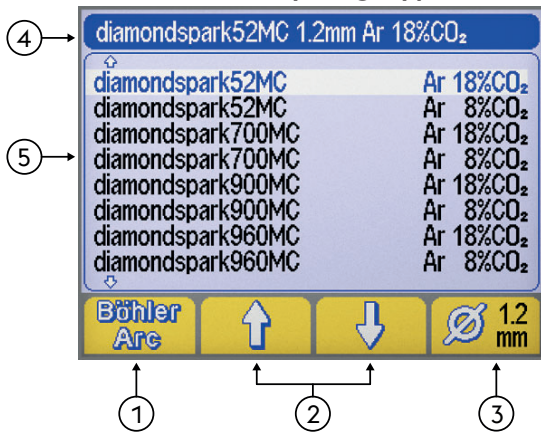 ④
diamondspark52MC 1.2mm Ar 18%CO₂
diamondspark52MC Ar 18%CO₂
diamondspark52MC Ar 8%CO₂
⑤
diamondspark700MC Ar 18%CO₂
diamondspark700MC Ar 8%CO₂
diamondspark900MC Ar 18%CO₂
diamondspark900MC Ar 8%CO₂
diamondspark960MC Ar 18%CO₂
diamondspark960MC Ar 8%CO₂
Böhler
Arc
Ø 1.2
mm
① ② ③